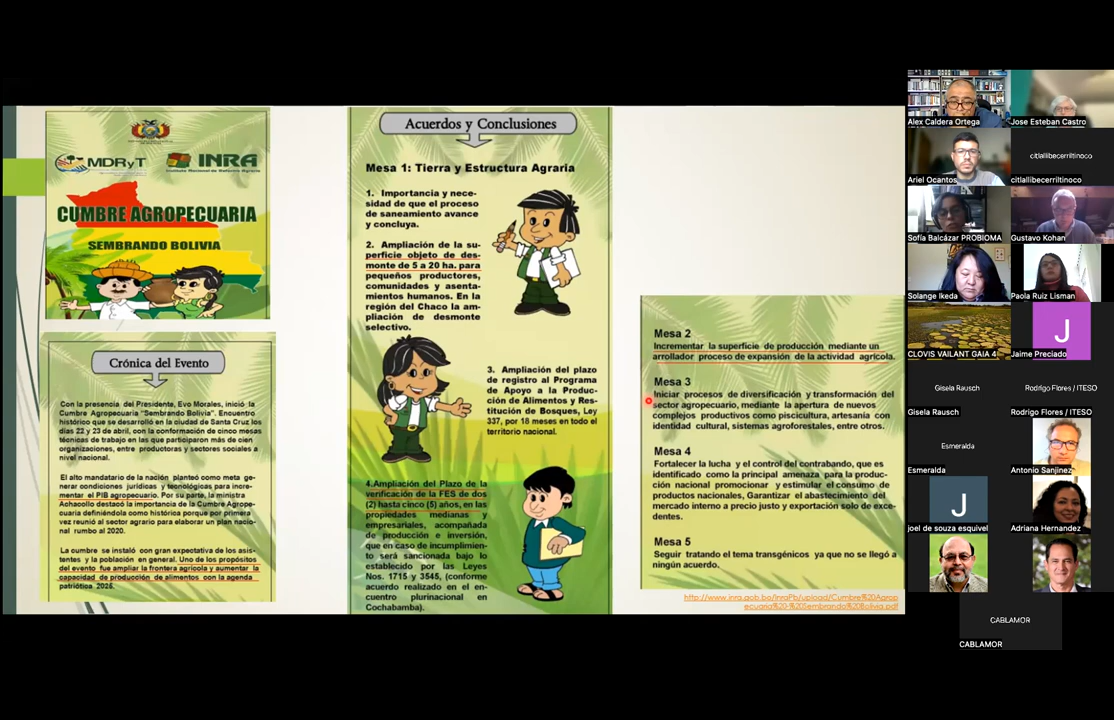 MDRyT
INRA
Instituto Nacional de Reforma Agraria
CUMBRE AGROPECUARIA
SEMBRANDO BOLIVIA
Crónica del Evento
Con la presencia del Presidente, Evo Morales, inició la
Cumbre Agropecuaria "Sembrando Bolivia". Encuentro
histórico que se desarrolló en la ciudad de Santa Cruz los
días 22 y 23 de abril, con la conformación de cinco mesas
técnicas de trabajo en las que participaron más de cien
organizaciones, entre productoras y sectores sociales a
nivel nacional.
El alto mandatario de la nación planteó como meta ge-
nerar condiciones jurídicas y tecnológicas para incre-
mentar el PIB agropecuario. Por su parte, la ministra
Achacollo destacó la importancia de la Cumbre Agrope-
cuaria definiéndola como histórica porque por primera
vez reunió al sector agrario para elaborar un plan nacio-
nal rumbo al 2020.
La cumbre se instaló con gran expectativa de los asis-
tentes y la población en general. Uno de los propósitos
del evento fue ampliar la frontera agrícola y aumentar la
capacidad de producción de alimentos con la agenda
patriótica 2025.
Acuerdos y Conclusiones
Mesa 1: Tierra y Estructura Agraria
1. Importancia y nece-
sidad de que el proceso
de saneamiento avance
y concluya.
2. Ampliación de la su-
perficie objeto de des-
monte de 5 a 20 ha. para
pequeños productores,
comunidades y asenta-
mientos humanos. En la
región del Chaco la am-
pliación de desmonte
selectivo.
3. Ampliación del plazo
de registro al Programa
de Apoyo a la Produc-
ción de Alimentos y Res-
titución de Bosques, Ley
337, por 18 meses en todo el
territorio nacional.
4.Ampliación del Plazo de la
verificación de la FES de dos
(2) hasta cinco (5) años, en las
propiedades medianas y
empresariales, acompañada
de producción e inversión,
que en caso de incumplimien-
to será sancionada bajo lo
establecido por las Leyes
Nos. 1715 y 3545, (conforme
acuerdo realizado en el en-
cuentro plurinacional en
Cochabamba).
Mesa 2
Incrementar la superficie de producción mediante un
arrollador proceso de expansión de la actividad agrícola.
Mesa 3
Iniciar procesos de diversificación y transformación del
sector agropecuario, mediante la apertura de nuevos
complejos productivos como piscicultura, artesanía con
identidad cultural, sistemas agroforestales, entre otros.
Mesa 4
Fortalecer la lucha y el control del contrabando, que es
identificado como la principal amenaza para la produc-
ción nacional promocionar y estimular el consumo de
productos nacionales, Garantizar el abastecimiento del
mercado interno a precio justo y exportación solo de exce-
dentes.
Mesa 5
Seguir tratando el tema transgénicos ya que no se llegó a
ningún acuerdo.
http://www.inra.gob.bo/InraPb/upload/Cumbre%20Agrop
ecuaria%20-%20Sembrando%20Bolivia.pdf
Alex Caldera Ortega
Jose Esteban Castro
Ariel Ocantos
citlallibecerriltinoco
citlallibecerriltinoco
Sofía Balcázar PROBIOMA
Gustavo Kohan
Solange Ikeda
Paola Ruiz Lisman
CLOVIS VAILANT GAIA 4
J
Jaime Preciado
Gisela Rausch
Gisela Rausch
Rodrigo Flores / ITESO
Rodrigo Flores / ITESO
Esmeralda
Esmeralda
Antonio Sanjinez
J
joel de souza esquivel
Adriana Hernandez
CABLAMOR
CABLAMOR